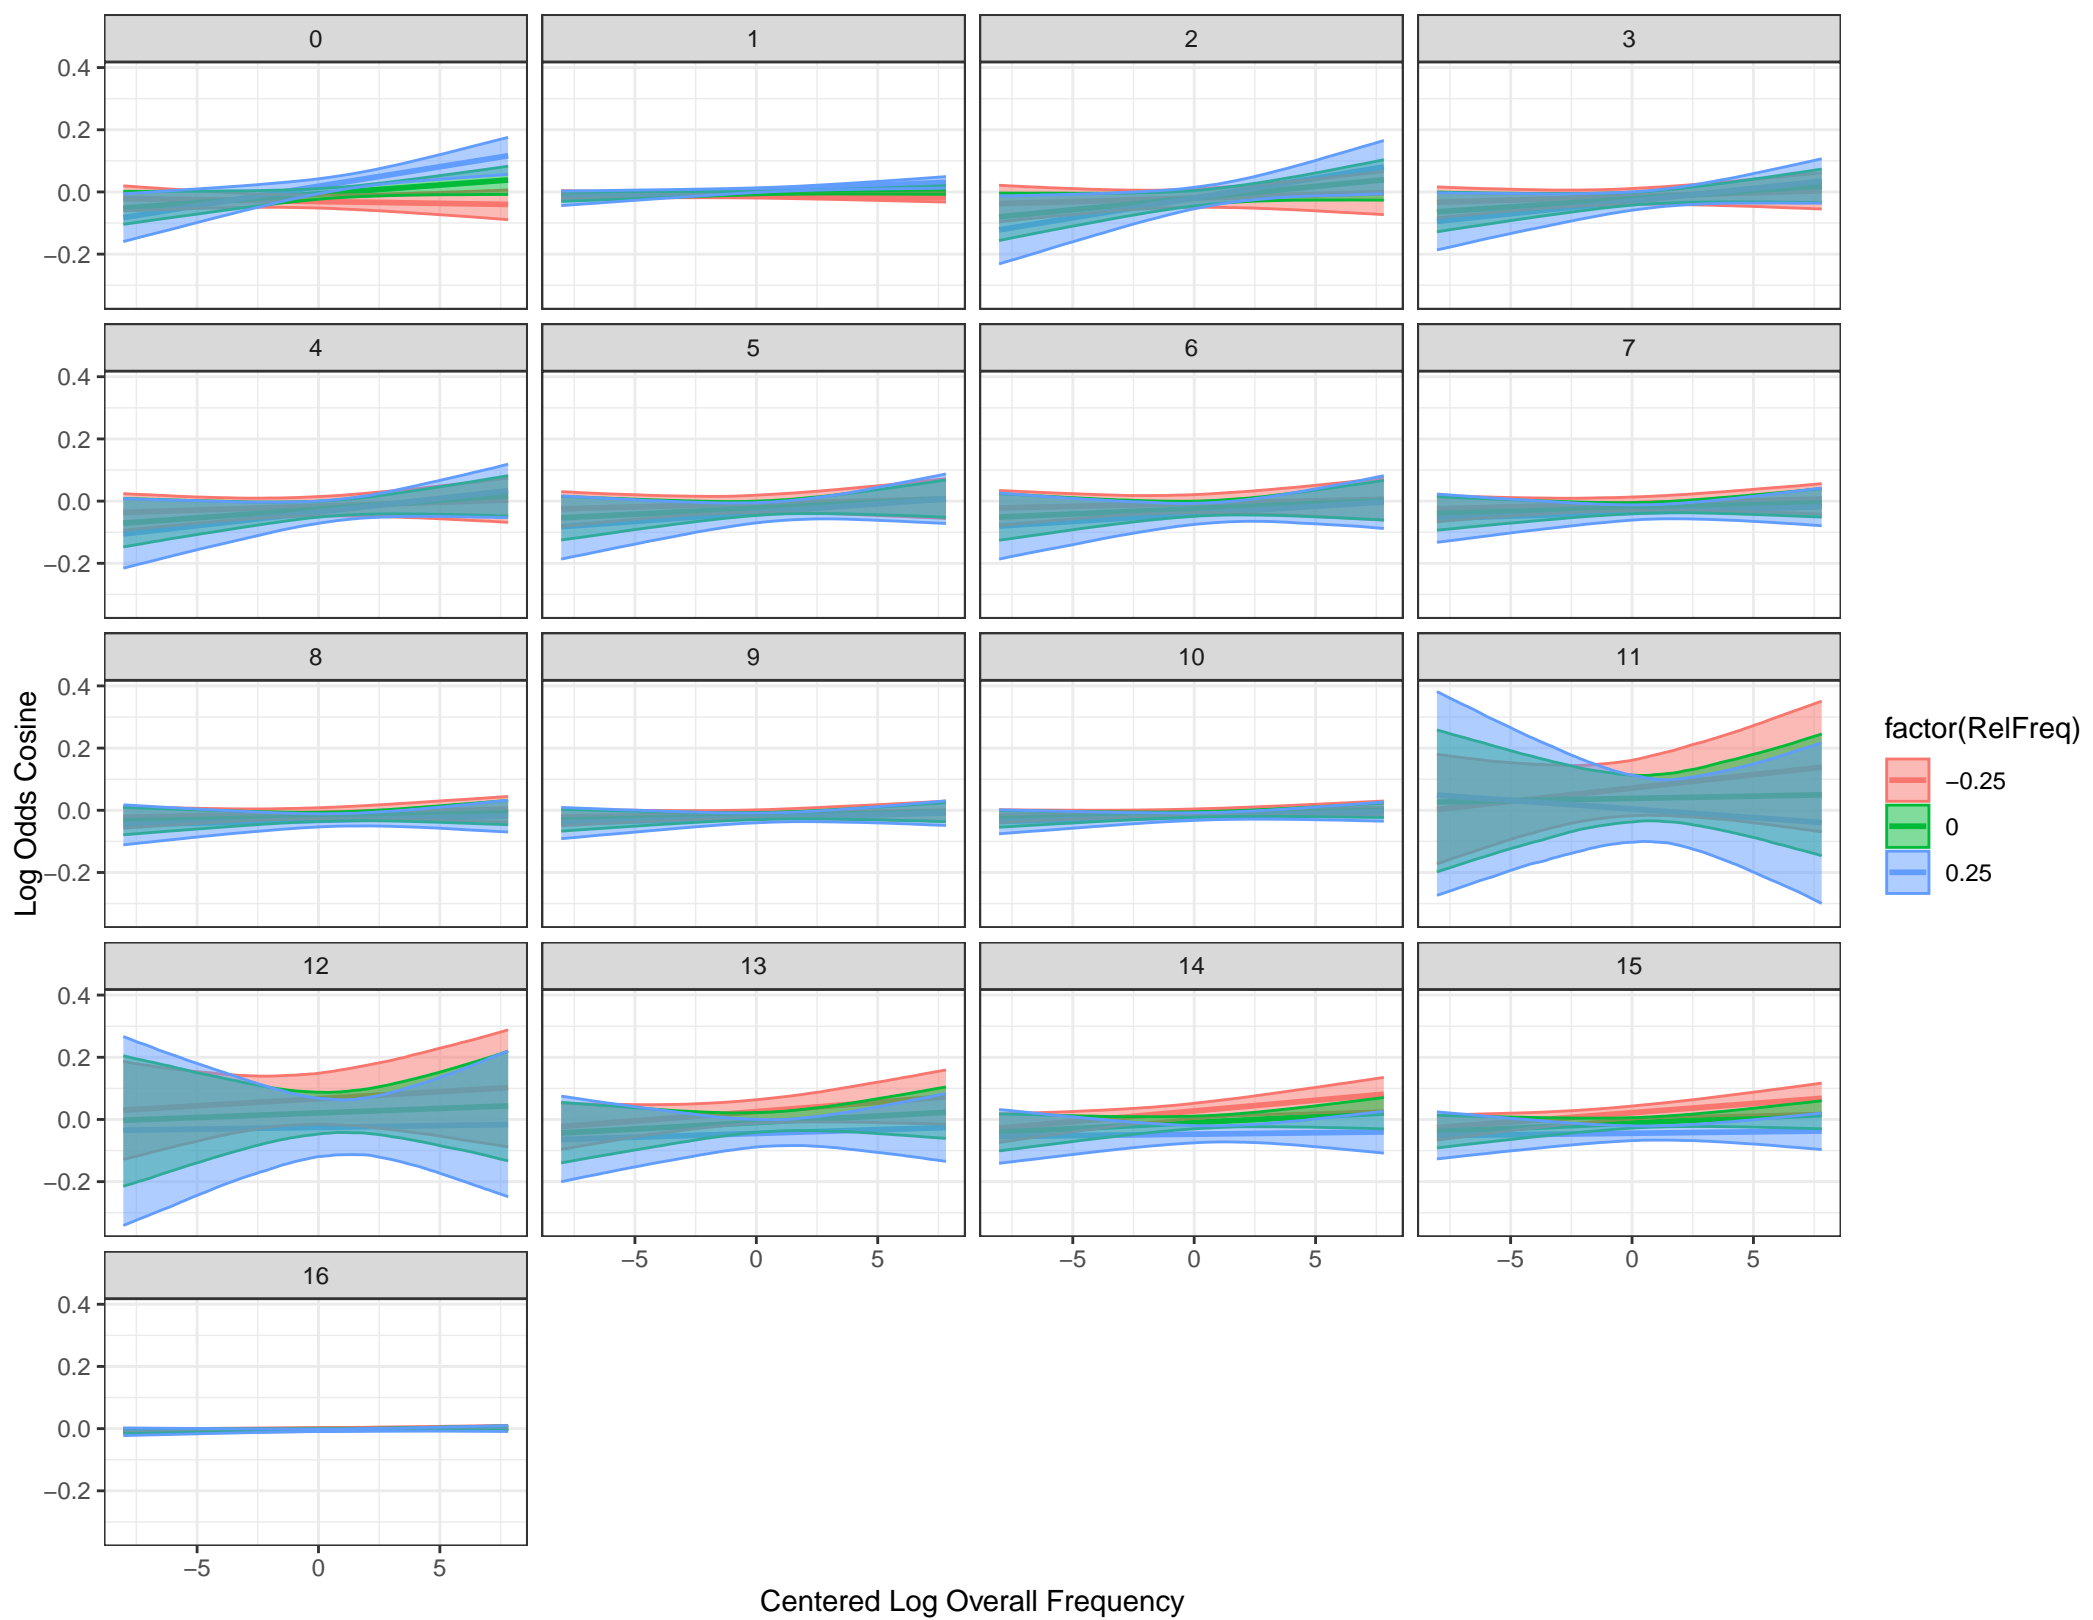 0 1 2 3
0.4
0.2
0.0
−0.2
4 5 6 7
0.4
0.2
0.0
−0.2
8 9 10 11
0.4
0.2
0.0
−0.2
12 13 14 15
0.4
0.2
0.0
−0.2
−5 0 5 −5 0 5 −5 0 5
16
0.4
0.2
0.0
−0.2
−5 0 5
Centered Log Overall Frequency
Log Odds Cosine
factor(RelFreq)
−0.25
0
0.25